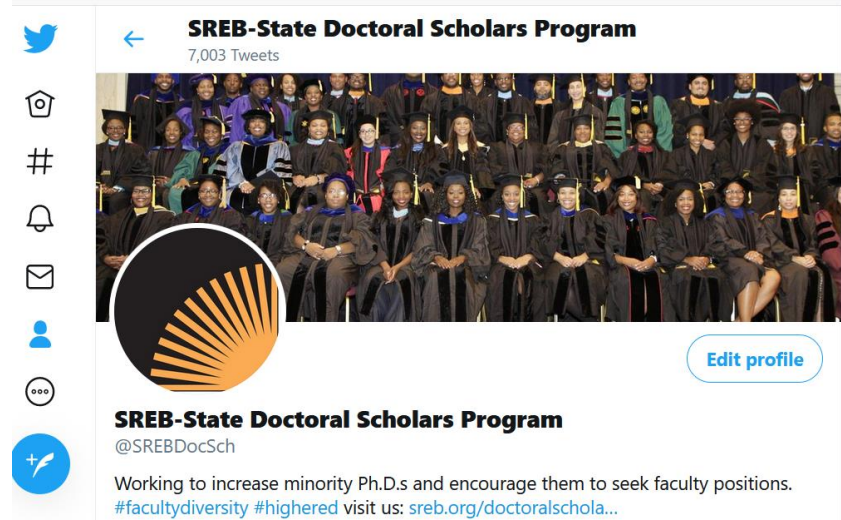 SREB-State Doctoral Scholars Program
7,003 Tweets
Edit profile
SREB-State Doctoral Scholars Program
@SREBDocSch
Working to increase minority Ph.D.s and encourage them to seek faculty positions.
#facultydiversity #highered visit us: sreb.org/doctoralschola...